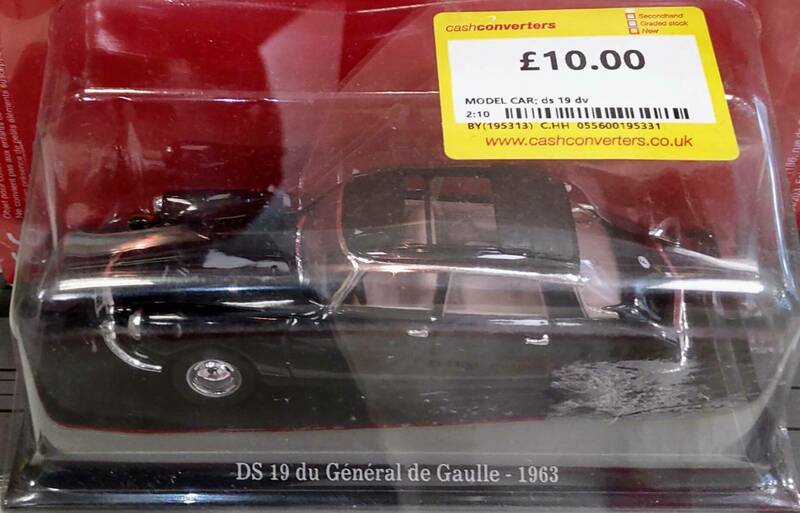 cashconverters
Secondhand
Graded stock
New
£10.00
MODEL CAR; ds 19 dv
2:10
BY(195313) C.HH 055600195331
www.cashconverters.co.uk
DS 19 du Général de Gaulle - 1963